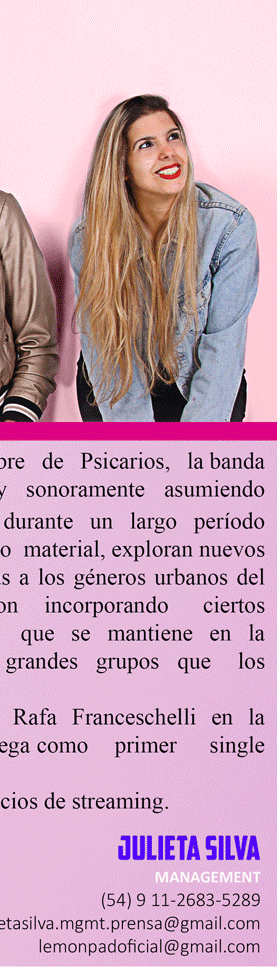 bre de Psicarios, la banda
y sonoramente asumiendo
durante un largo período
o material, exploran nuevos
s a los géneros urbanos del
on incorporando ciertos
que se mantiene en la
grandes grupos que los
Rafa Franceschelli en la
ega como primer single
cios de streaming.
JULIETA SILVA
MANAGEMENT
(54) 9 11-2683-5289
etasilva.mgmt.prensa@gmail.com
lemonpadoficial@gmail.com